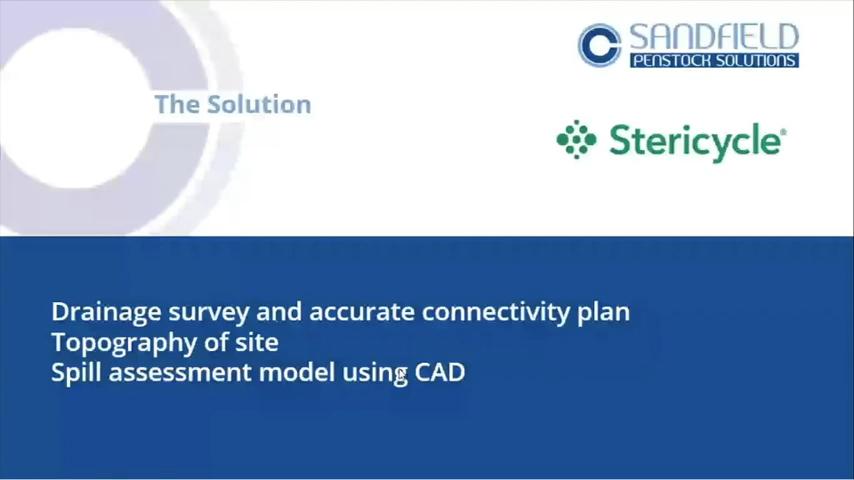 SANDFIELD
PENSTOCK SOLUTIONS
The Solution
Stericycle®
Drainage survey and accurate connectivity plan
Topography of site
Spill assessment model using CAD